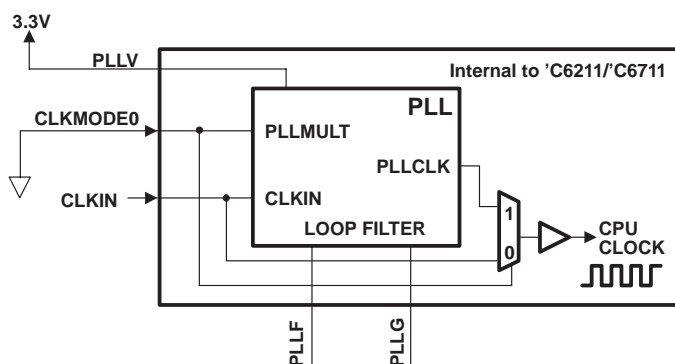 3.3V
PLLV
Internal to ’C6211/’C6711
PLL
CLKMODE0
PLLMULT
PLLCLK
CLKIN
CLKIN
LOOP FILTER
1
0
CPU
CLOCK
PLLF
PLLG